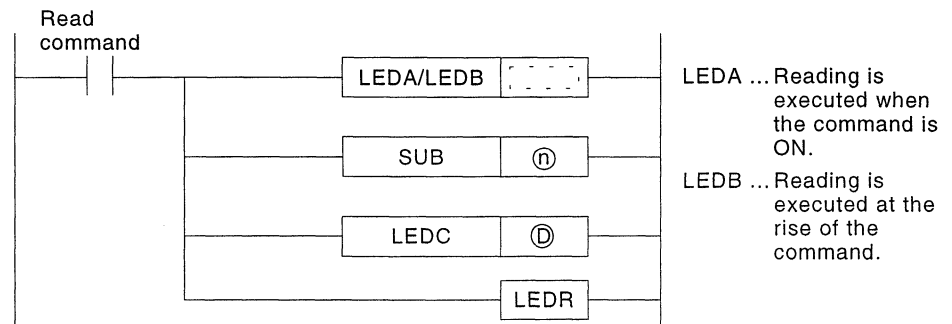 Read
command
LEDA/LEDB
SUB ⓝ
LEDC Ⓓ
LEDR
LEDA ... Reading is
executed when
the command is
ON.
LEDB ... Reading is
executed at the
rise of the
command.